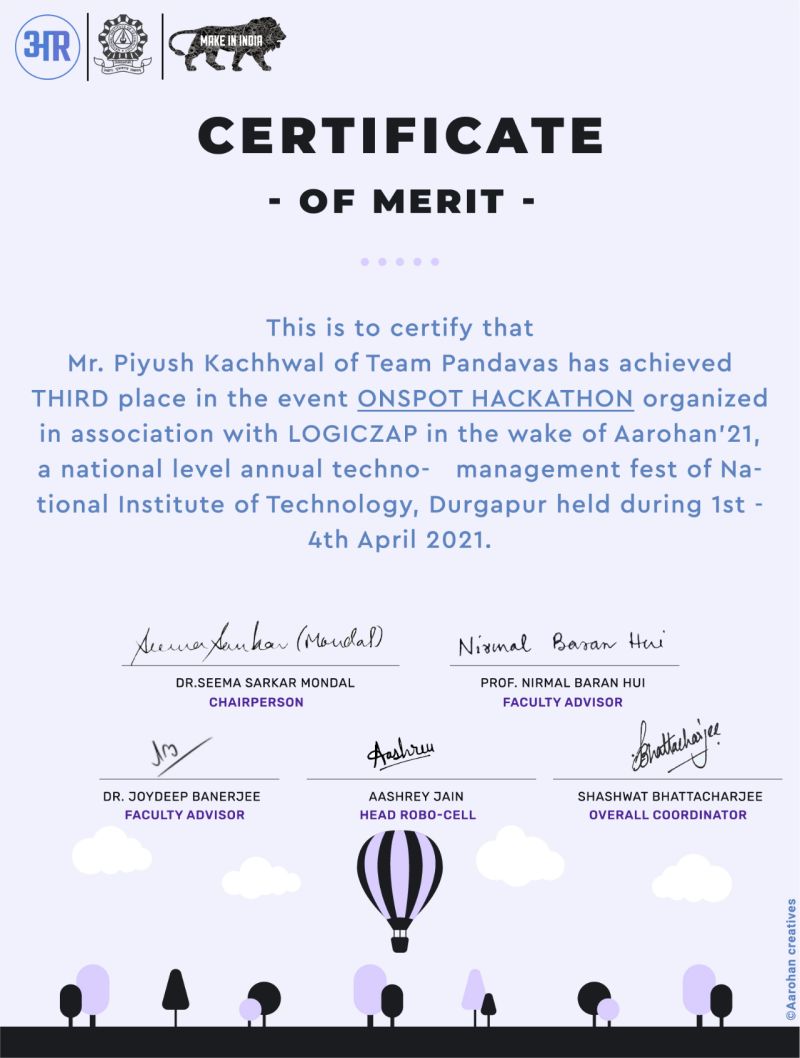 अR
MAKE IN INDIA
CERTIFICATE
- OF MERIT -
This is to certify that
Mr. Piyush Kachhwal of Team Pandavas has achieved
THIRD place in the event ONSPOT HACKATHON organized
in association with LOGICZAP in the wake of Aarohan'21,
a national level annual techno- management fest of Na-
tional Institute of Technology, Durgapur held during 1st -
4th April 2021.
Seema Sarkar (Mondal)
Nirmal Baran Hui
DR.SEEMA SARKAR MONDAL
PROF. NIRMAL BARAN HUI
CHAIRPERSON
FACULTY ADVISOR
Aashrey
Bhattacharjee
DR. JOYDEEP BANERJEE
AASHREY JAIN
SHASHWAT BHATTACHARJEE
FACULTY ADVISOR
HEAD ROBO-CELL
OVERALL COORDINATOR
©Aarohan creatives